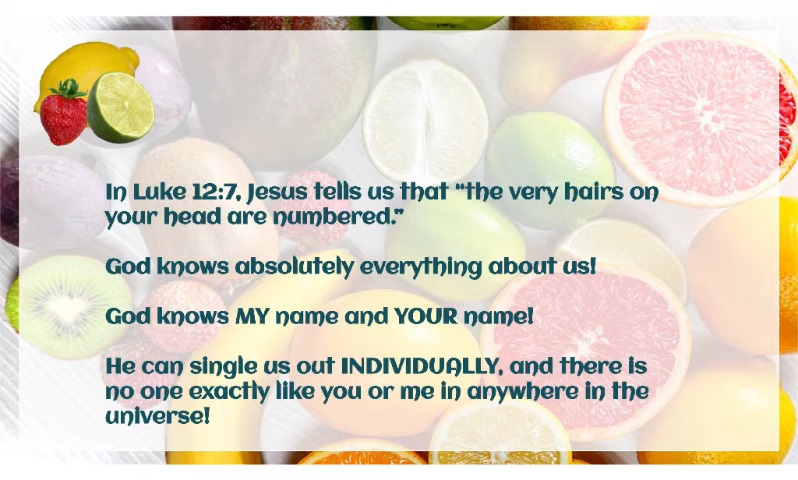 In Luke 12:7, Jesus tells us that “the very hairs on
your head are numbered.”
God knows absolutely everything about us!
God knows MY name and YOUR name!
He can single us out INDIVIDUALLY, and there is
no one exactly like you or me in anywhere in the
universe!